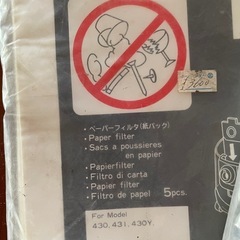 ¥3600
・ペーパーフィルタ(紙パック)
・Paper filter
・Sacs a poussieres
en papier
・Papierfilter
・Filtro di carta
・Papier filter
・Filtro de papel 5pcs.
For Model
430, 431, 430Y.